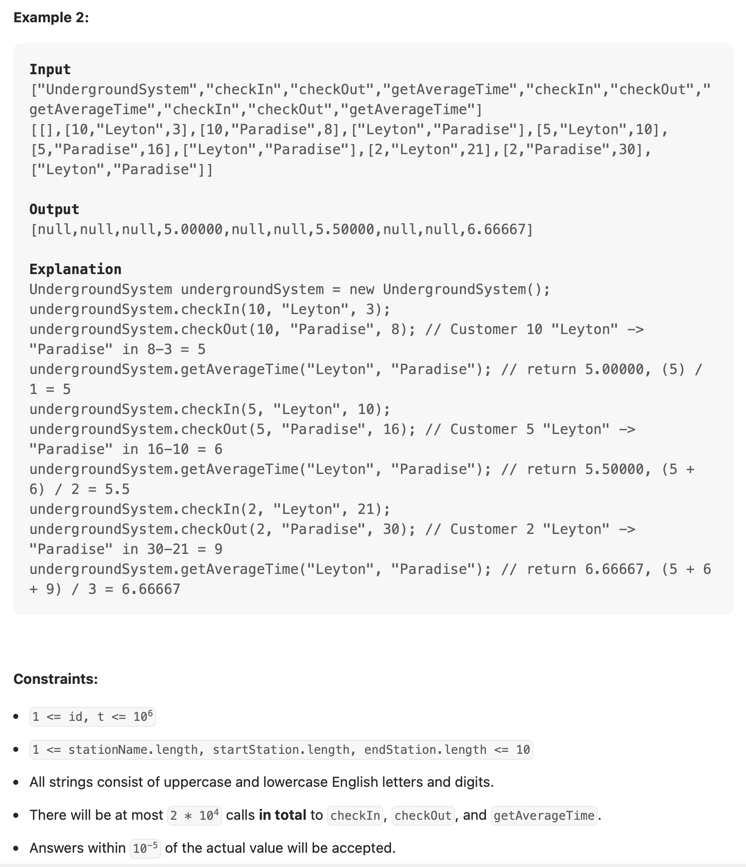 Example 2:
Input
["UndergroundSystem","checkIn","checkOut","getAverageTime","checkIn","checkOut","
getAverageTime","checkIn","checkOut","getAverageTime"]
[[],[10,"Leyton",3],[10,"Paradise",8],["Leyton","Paradise"],[5,"Leyton",10],
[5,"Paradise",16],["Leyton","Paradise"],[2,"Leyton",21],[2,"Paradise",30],
["Leyton","Paradise"]]
Output
[null,null,null,5.00000,null,null,5.50000,null,null,6.66667]
Explanation
UndergroundSystem undergroundSystem = new UndergroundSystem();
undergroundSystem.checkIn(10, "Leyton", 3);
undergroundSystem.checkOut(10, "Paradise", 8); // Customer 10 "Leyton" ->
"Paradise" in 8-3 = 5
undergroundSystem.getAverageTime("Leyton", "Paradise"); // return 5.00000, (5) /
1 = 5
undergroundSystem.checkIn(5, "Leyton", 10);
undergroundSystem.checkOut(5, "Paradise", 16); // Customer 5 "Leyton" ->
"Paradise" in 16-10 = 6
undergroundSystem.getAverageTime("Leyton", "Paradise"); // return 5.50000, (5 +
6) / 2 = 5.5
undergroundSystem.checkIn(2, "Leyton", 21);
undergroundSystem.checkOut(2, "Paradise", 30); // Customer 2 "Leyton" ->
"Paradise" in 30-21 = 9
undergroundSystem.getAverageTime("Leyton", "Paradise"); // return 6.66667, (5 + 6
+ 9) / 3 = 6.66667
Constraints:
• 1 <= id, t <= 10⁶
• 1 <= stationName.length, startStation.length, endStation.length <= 10
• All strings consist of uppercase and lowercase English letters and digits.
• There will be at most 2 * 10⁴ calls in total to checkIn, checkOut, and getAverageTime.
• Answers within 10⁻⁵ of the actual value will be accepted.